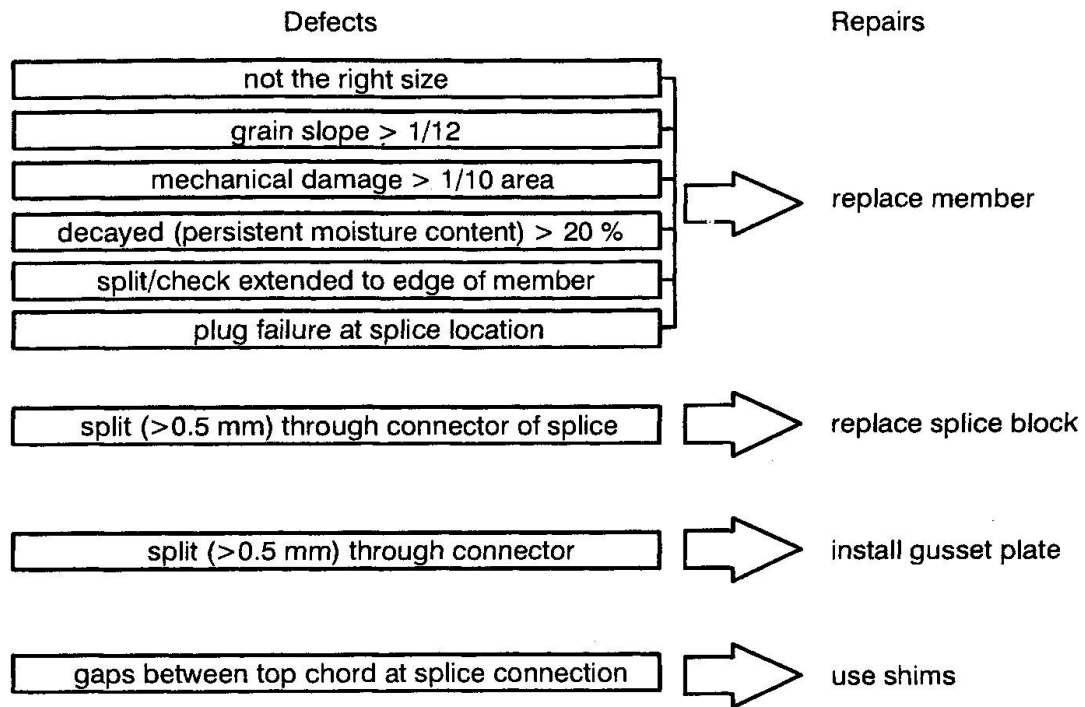 Defects Repairs
not the right size
grain slope > 1/12
mechanical damage > 1/10 area
replace member
decayed (persistent moisture content) > 20 %
split/check extended to edge of member
plug failure at splice location
split (>0.5 mm) through connector of splice
replace splice block
split (>0.5 mm) through connector
install gusset plate
gaps between top chord at splice connection
use shims